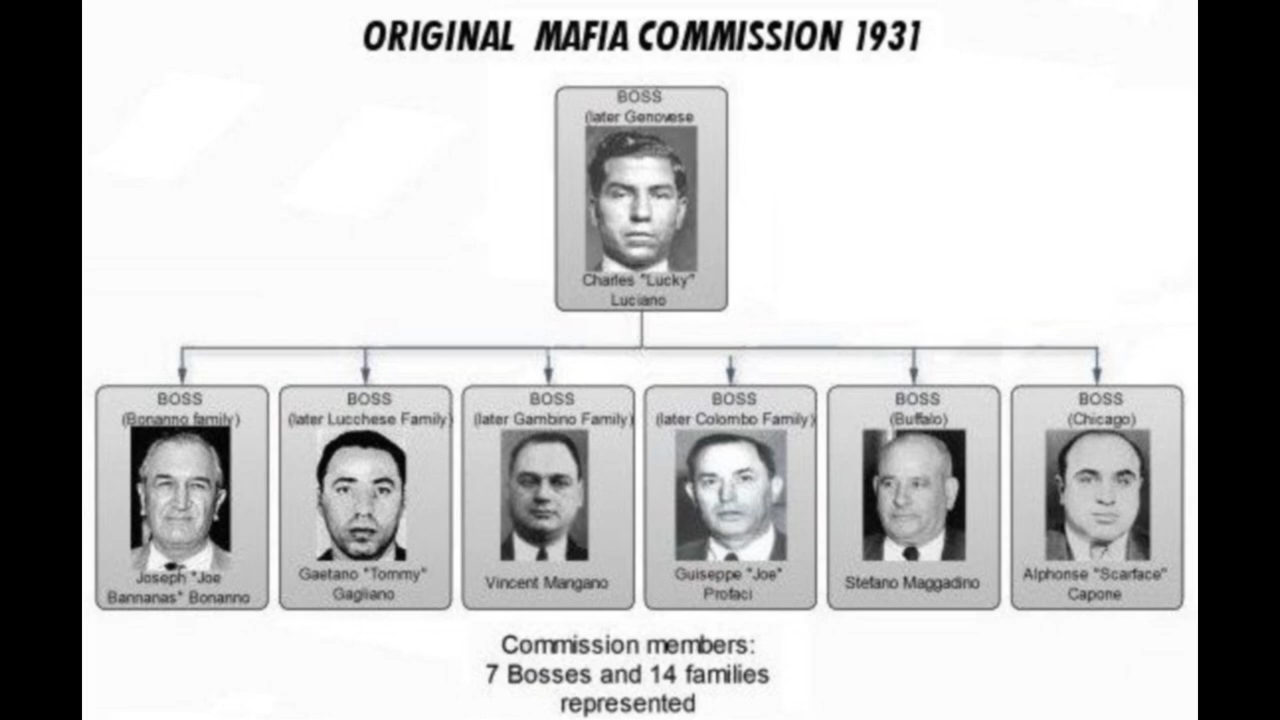 ORIGINAL MAFIA COMMISSION 1931
BOSS
(later Genovese
Charles "Lucky"
Luciano
BOSS
(Bonanno family)
Joseph "Joe
Bannanas" Bonanno
BOSS
(later Lucchese Family)
Gaetano "Tommy"
Gagliano
BOSS
(later Gambino Family)
Vincent Mangano
BOSS
(later Colombo Family)
Guiseppe "Joe"
Profaci
BOSS
(Buffalo)
Stefano Maggadino
BOSS
(Chicago)
Alphonse "Scarface"
Capone
Commission members:
7 Bosses and 14 families
represented